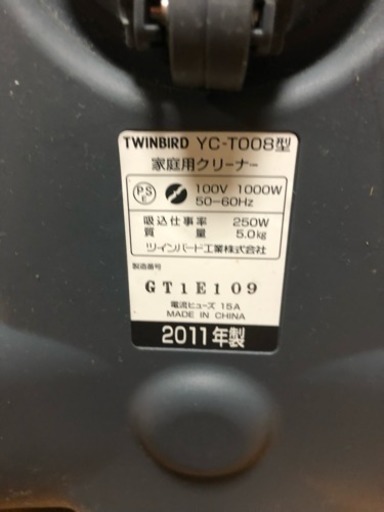 TWINBIRD YC-T008型
家庭用クリーナー
PS E 100V 1000W
50-60Hz
吸込仕事率 250W
質量 5.0kg
ツインバード工業株式会社
製造番号
GT1E109
電流ヒューズ 15A
MADE IN CHINA
2011年製